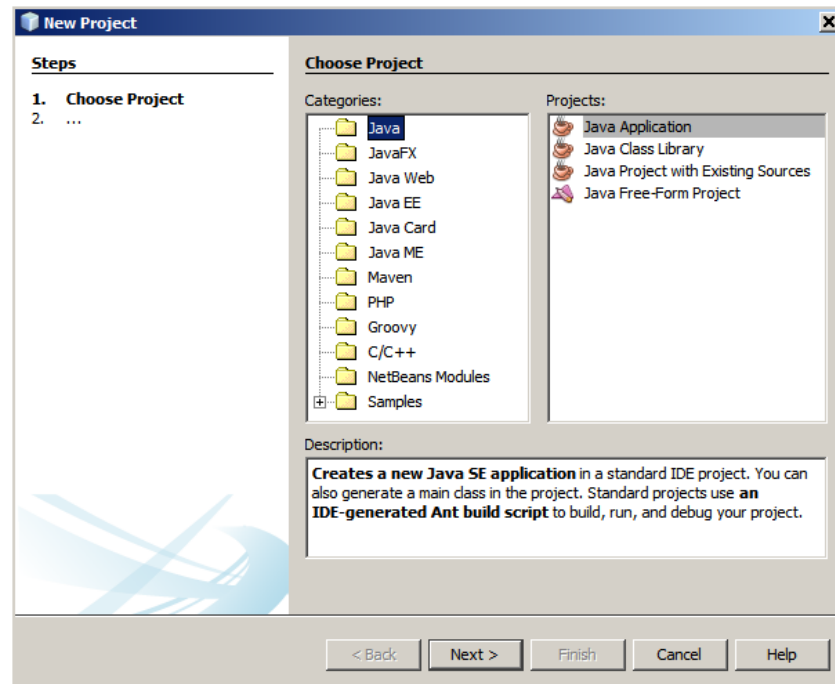 New Project
Steps
1. Choose Project
2. ...
Choose Project
Categories:
Java
JavaFX
Java Web
Java EE
Java Card
Java ME
Maven
PHP
Groovy
C/C++
NetBeans Modules
Samples
Projects:
Java Application
Java Class Library
Java Project with Existing Sources
Java Free-Form Project
Description:
Creates a new Java SE application in a standard IDE project. You can
also generate a main class in the project. Standard projects use an
IDE-generated Ant build script to build, run, and debug your project.
< Back Next > Finish Cancel Help